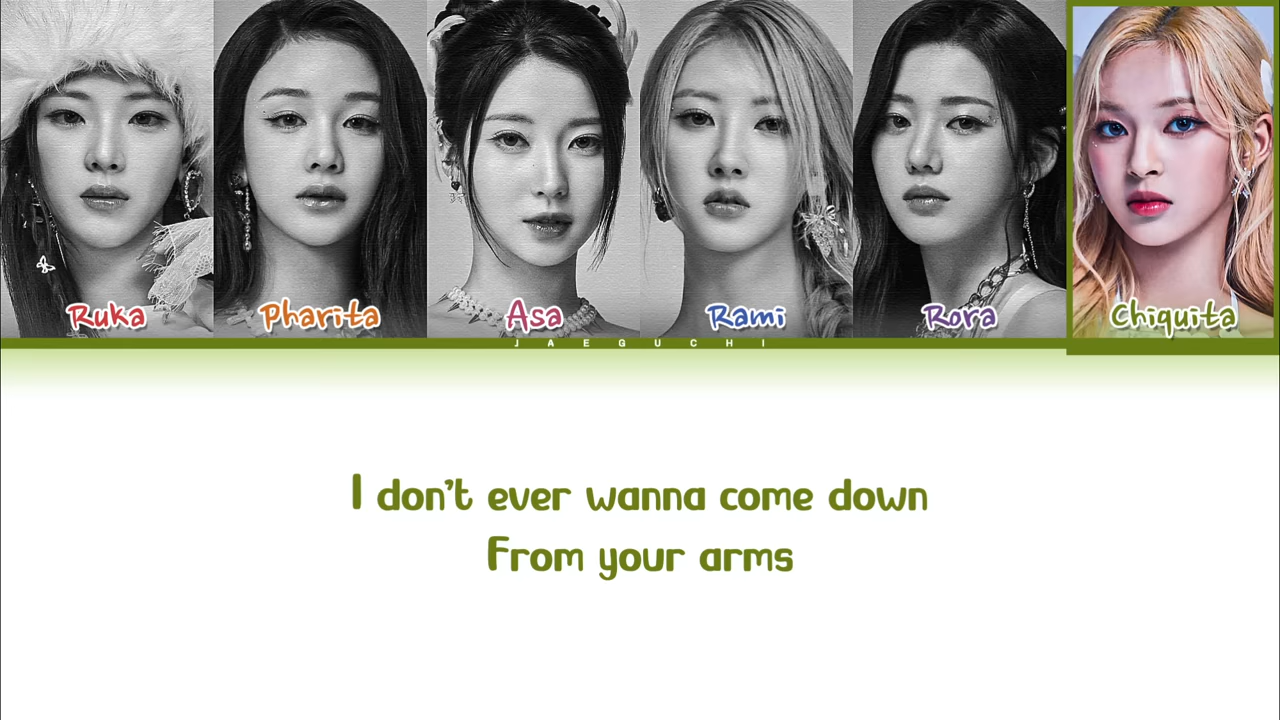 Ruka
Pharita
Asa
Rami
Rora
Chiquita
JAEGUCHI
I don't ever wanna come down
From your arms